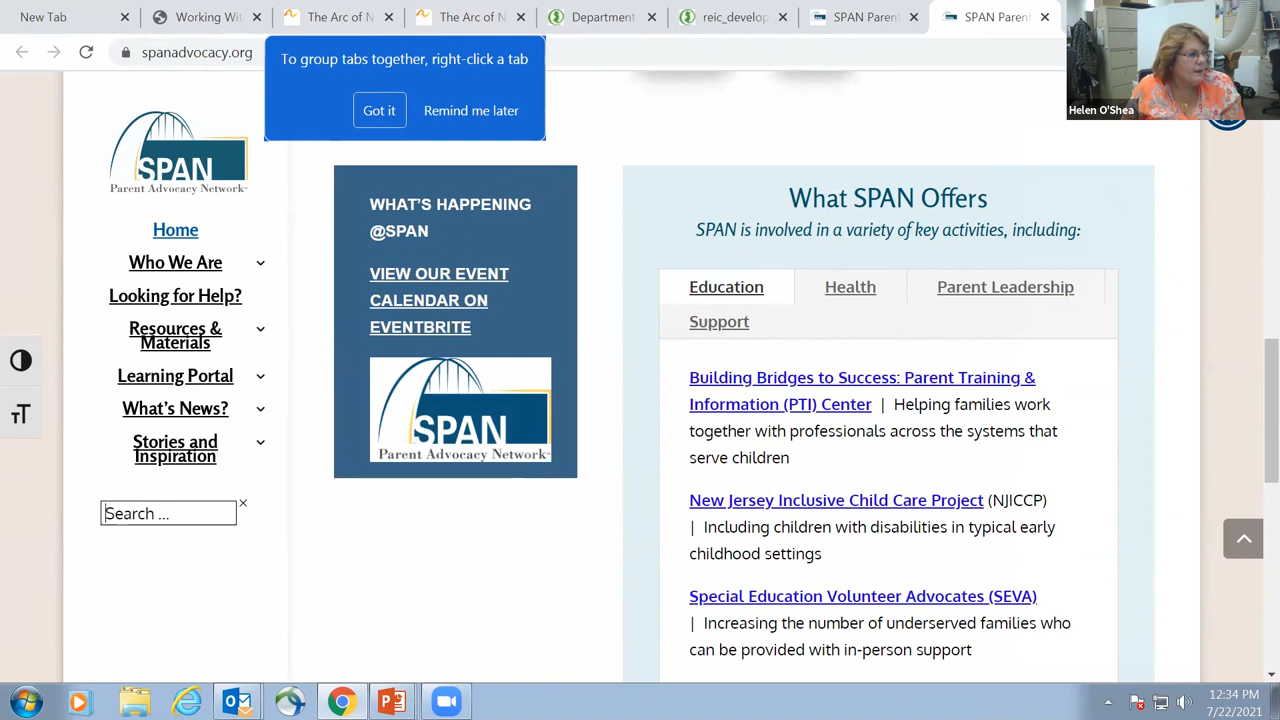 New Tab
Working Wit
The Arc of N
The Arc of N
Department
reic_develop
SPAN Parent
SPAN Parent
spanadvocacy.org
To group tabs together, right-click a tab
Got it
Remind me later
Helen O'Shea
SPAN
Parent Advocacy Network
Home
Who We Are
Looking for Help?
Resources &
Materials
Learning Portal
What's News?
Stories and
Inspiration
Search ...
WHAT'S HAPPENING
@SPAN
VIEW OUR EVENT
CALENDAR ON
EVENTBRITE
SPAN
Parent Advocacy Network
What SPAN Offers
SPAN is involved in a variety of key activities, including:
Education
Health
Parent Leadership
Support
Building Bridges to Success: Parent Training &
Information (PTI) Center | Helping families work
together with professionals across the systems that
serve children
New Jersey Inclusive Child Care Project (NJICCP)
| Including children with disabilities in typical early
childhood settings
Special Education Volunteer Advocates (SEVA)
| Increasing the number of underserved families who
can be provided with in-person support
12:34 PM
7/22/2021